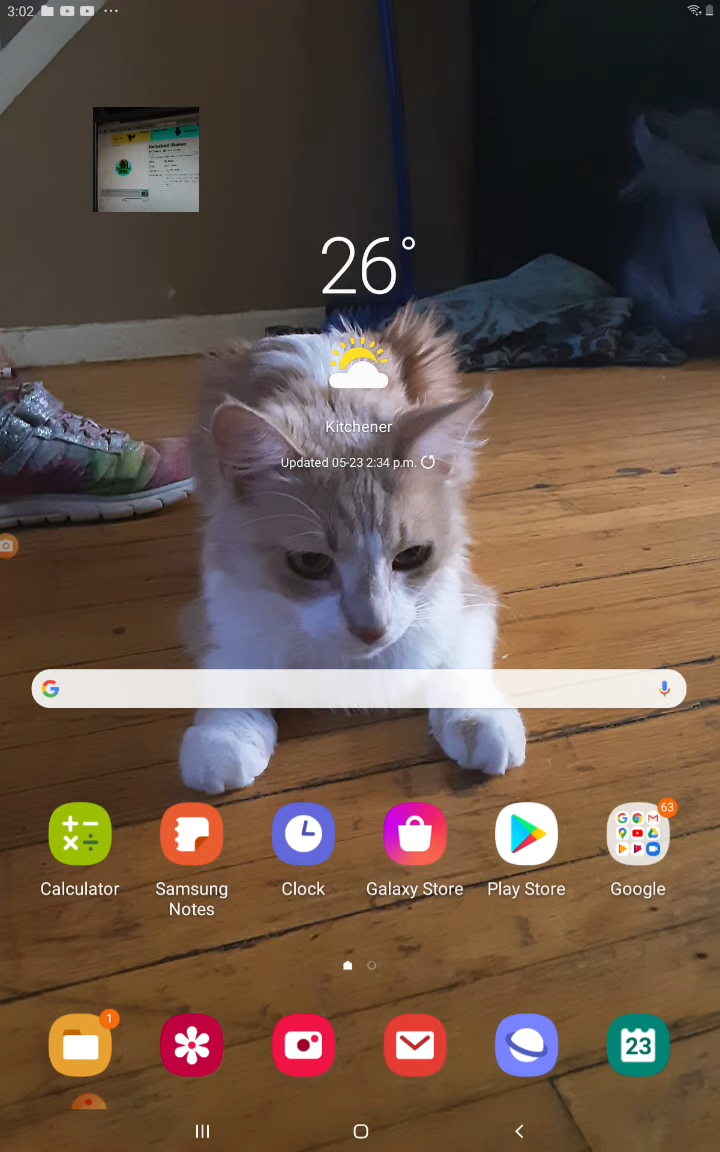 3:02
26°
Kitchener
Updated 05-23 2:34 p.m.
63
Calculator
Samsung Notes
Clock
Galaxy Store
Play Store
Google
1
23